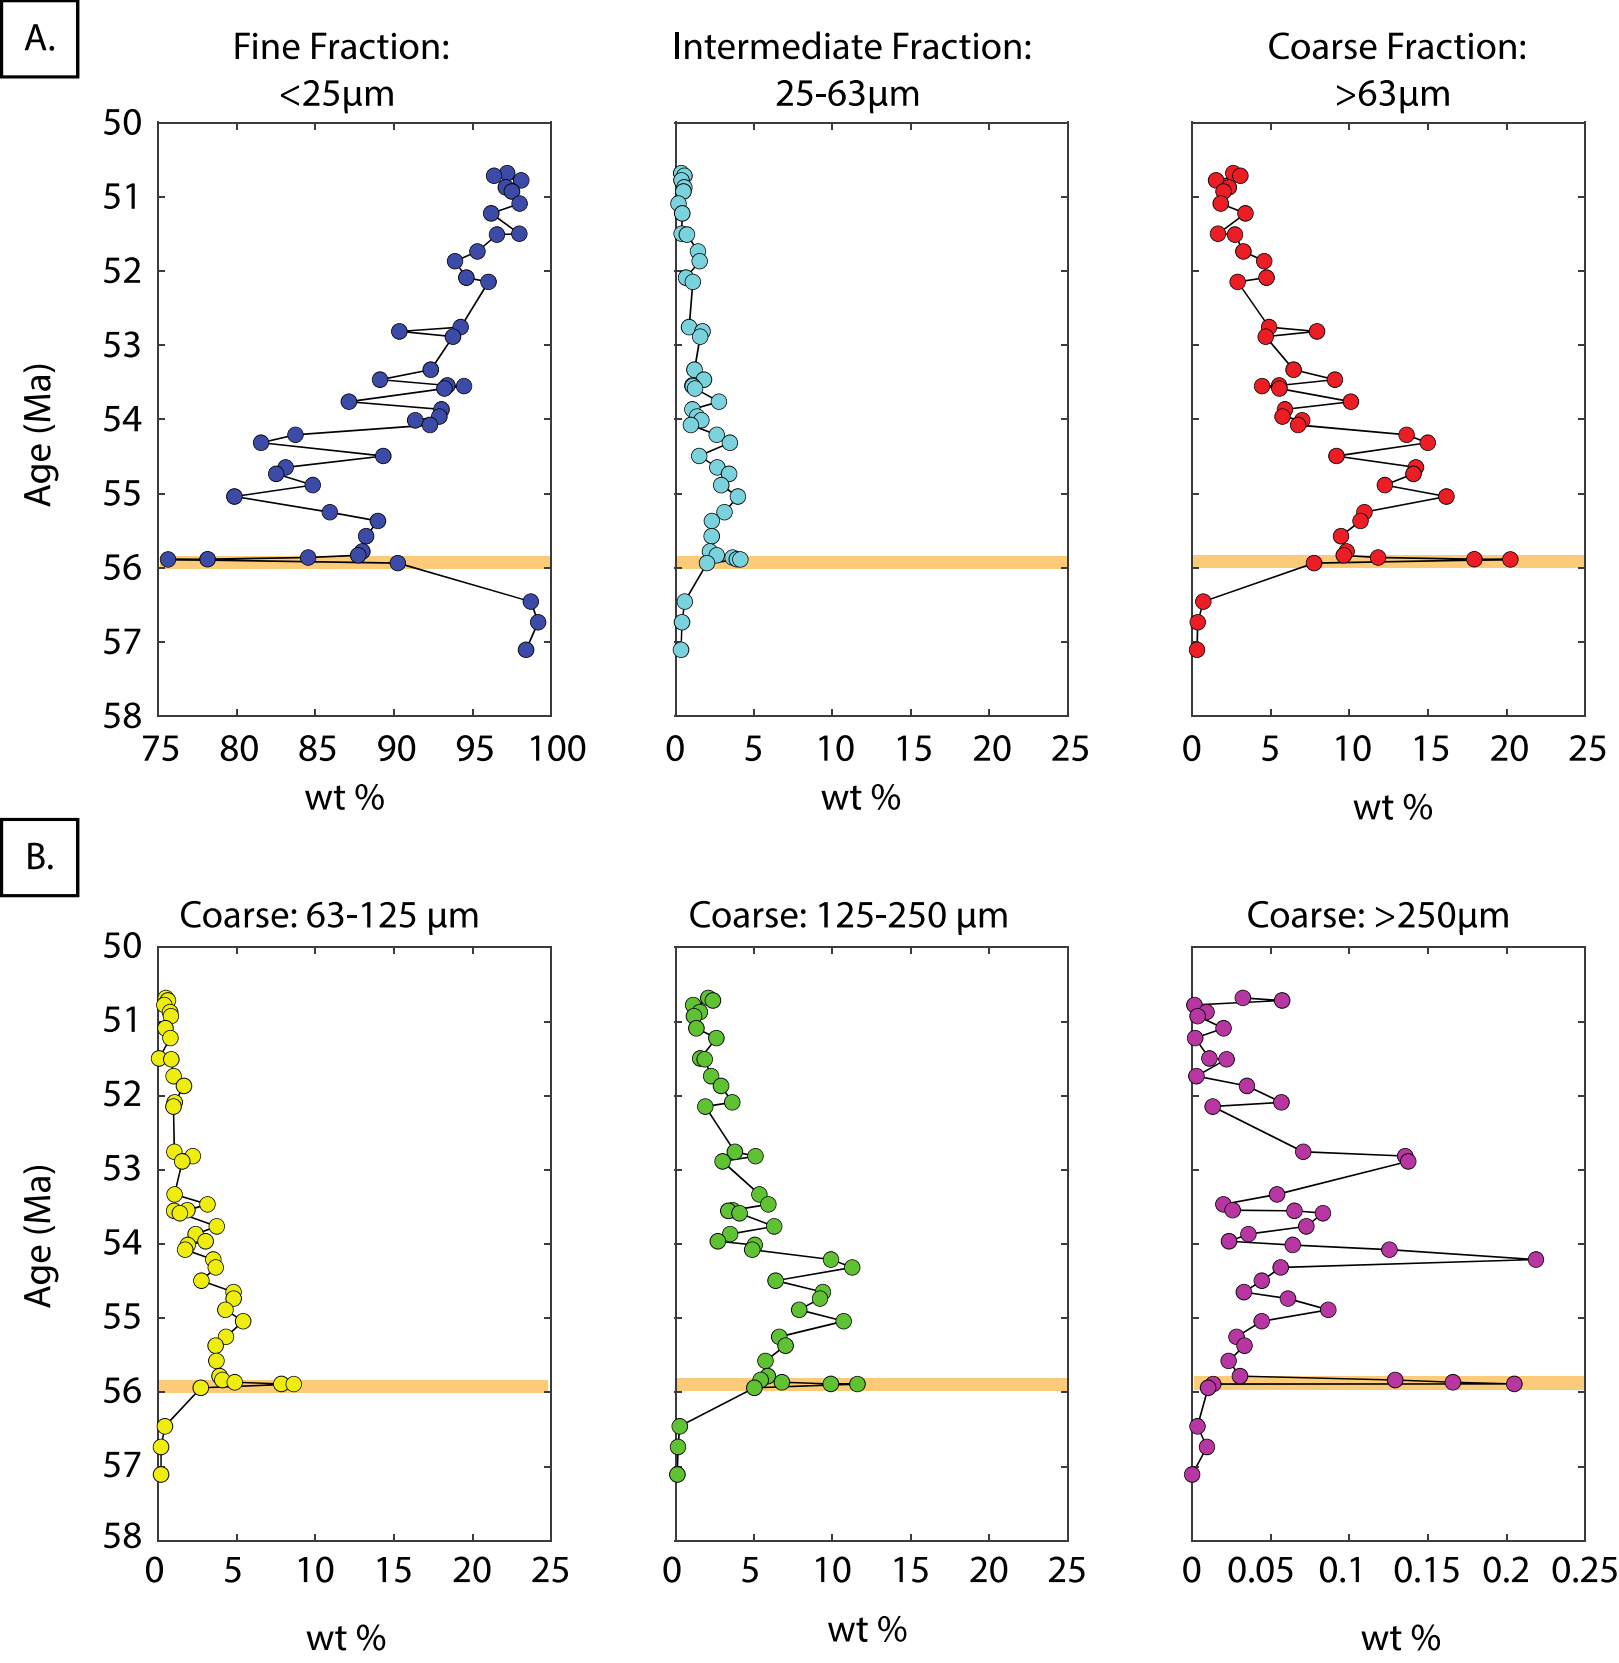 A.
Fine Fraction:
<25µm
Intermediate Fraction:
25-63µm
Coarse Fraction:
>63µm
Age (Ma)
50
51
52
53
54
55
56
57
58
75 80 85 90 95 100
0 5 10 15 20 25
0 5 10 15 20 25
wt %
wt %
wt %
B.
Coarse: 63-125 µm
Coarse: 125-250 µm
Coarse: >250µm
Age (Ma)
50
51
52
53
54
55
56
57
58
0 5 10 15 20 25
0 5 10 15 20 25
0 0.05 0.1 0.15 0.2 0.25
wt %
wt %
wt %